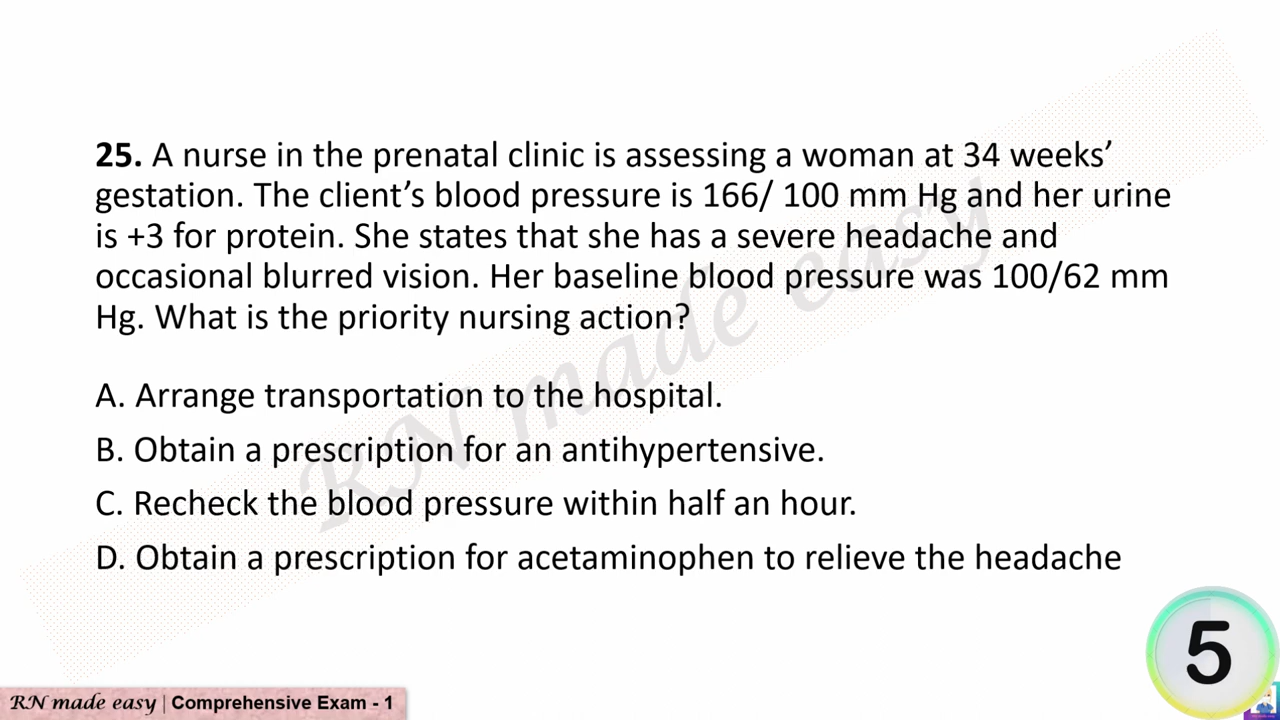 25. A nurse in the prenatal clinic is assessing a woman at 34 weeks’
gestation. The client’s blood pressure is 166/ 100 mm Hg and her urine
is +3 for protein. She states that she has a severe headache and
occasional blurred vision. Her baseline blood pressure was 100/62 mm
Hg. What is the priority nursing action?
A. Arrange transportation to the hospital.
B. Obtain a prescription for an antihypertensive.
C. Recheck the blood pressure within half an hour.
D. Obtain a prescription for acetaminophen to relieve the headache
RN made easy
5
RN made easy | Comprehensive Exam - 1